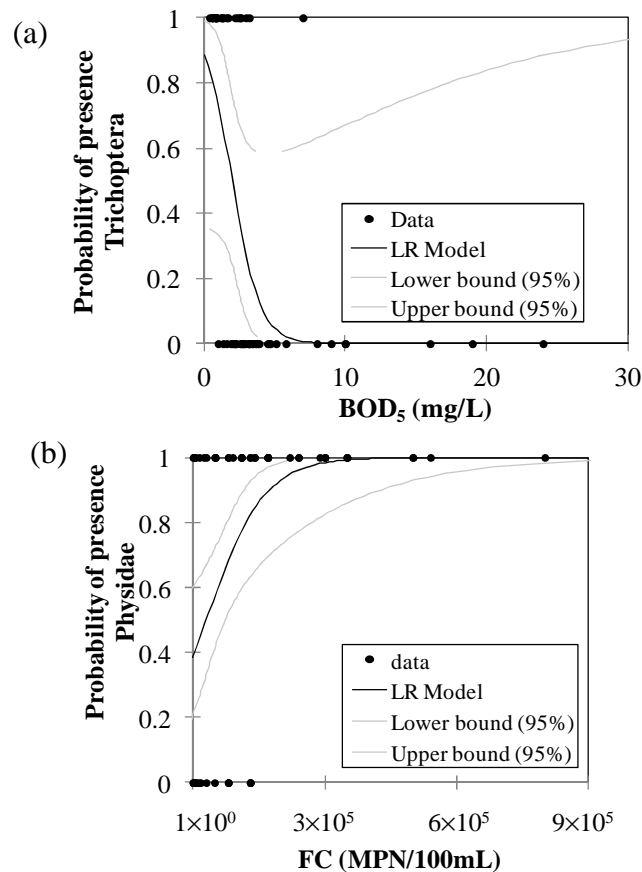 (a)
1
0.8
0.6
0.4
0.2
0
Probability of presence
Trichoptera
Data
LR Model
Lower bound (95%)
Upper bound (95%)
0 10 20 30
BOD₅ (mg/L)
(b)
1
0.8
0.6
0.4
0.2
0
Probability of presence
Physidae
data
LR Model
Lower bound (95%)
Upper bound (95%)
1×10⁰ 3×10⁵ 6×10⁵ 9×10⁵
FC (MPN/100mL)